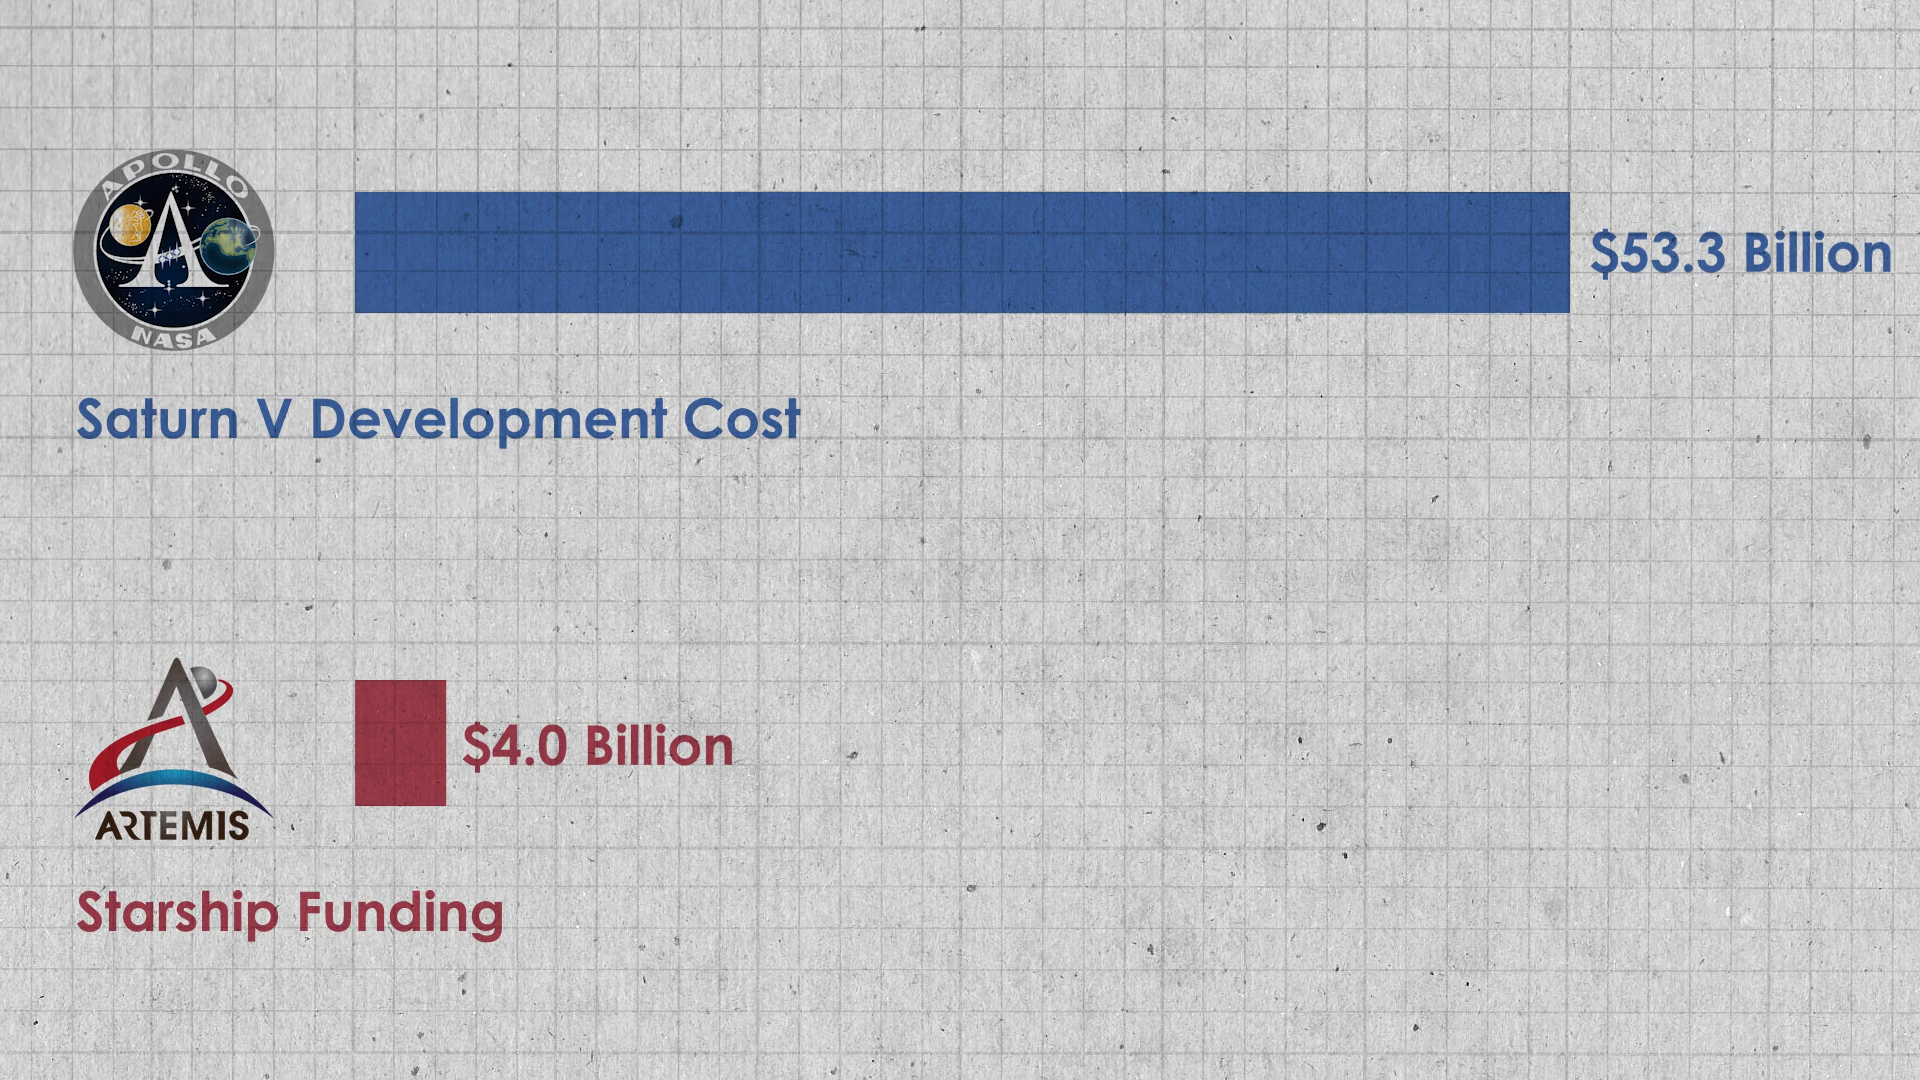 APOLLO
NASA
$53.3 Billion
Saturn V Development Cost
ARTEMIS
$4.0 Billion
Starship Funding